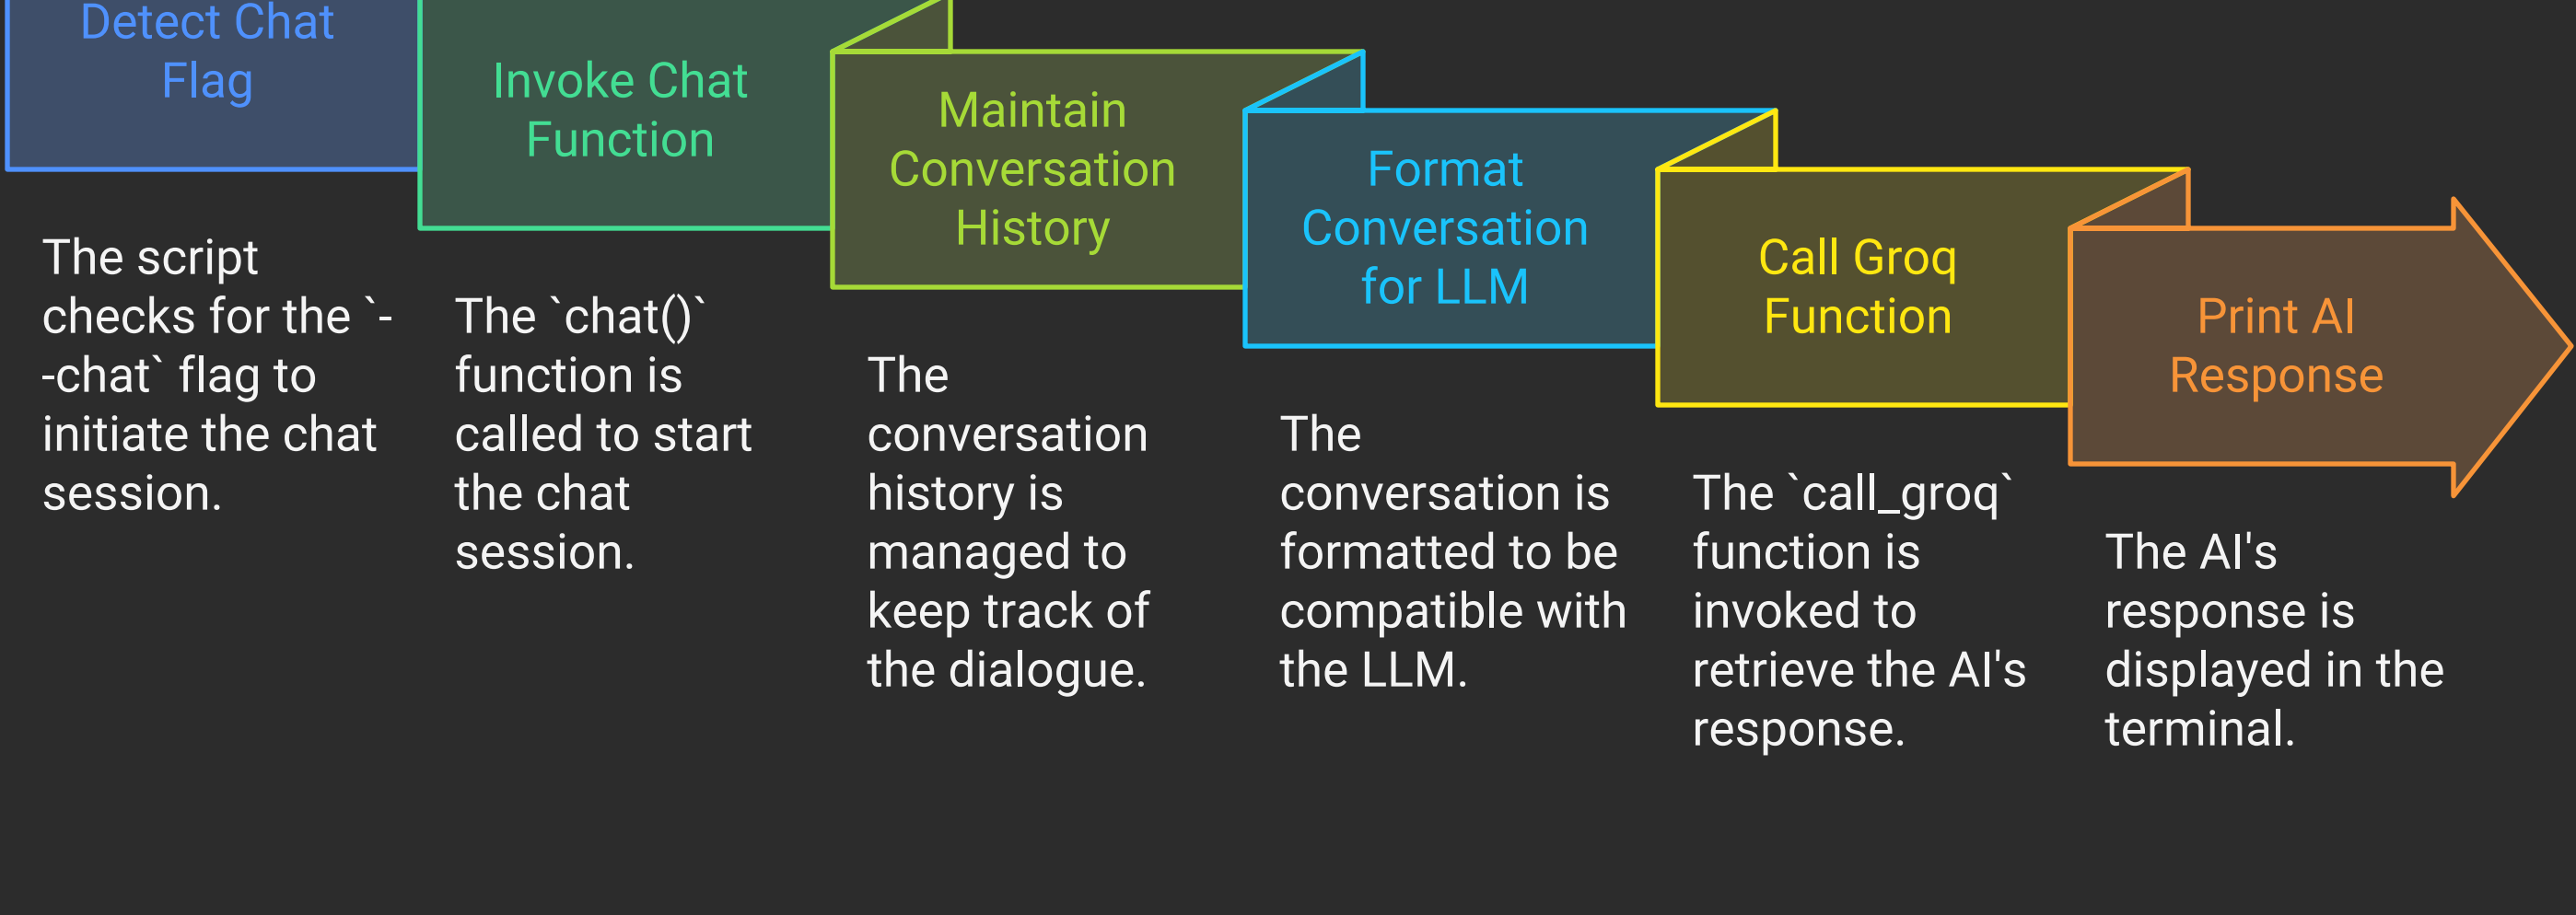 Detect Chat
Flag
The script
checks for the `-
-chat` flag to
initiate the chat
session.
Invoke Chat
Function
The `chat()`
function is
called to start
the chat
session.
Maintain
Conversation
History
The
conversation
history is
managed to
keep track of
the dialogue.
Format
Conversation
for LLM
The
conversation is
formatted to be
compatible with
the LLM.
Call Groq
Function
The `call_groq`
function is
invoked to
retrieve the AI's
response.
Print AI
Response
The AI's
response is
displayed in the
terminal.